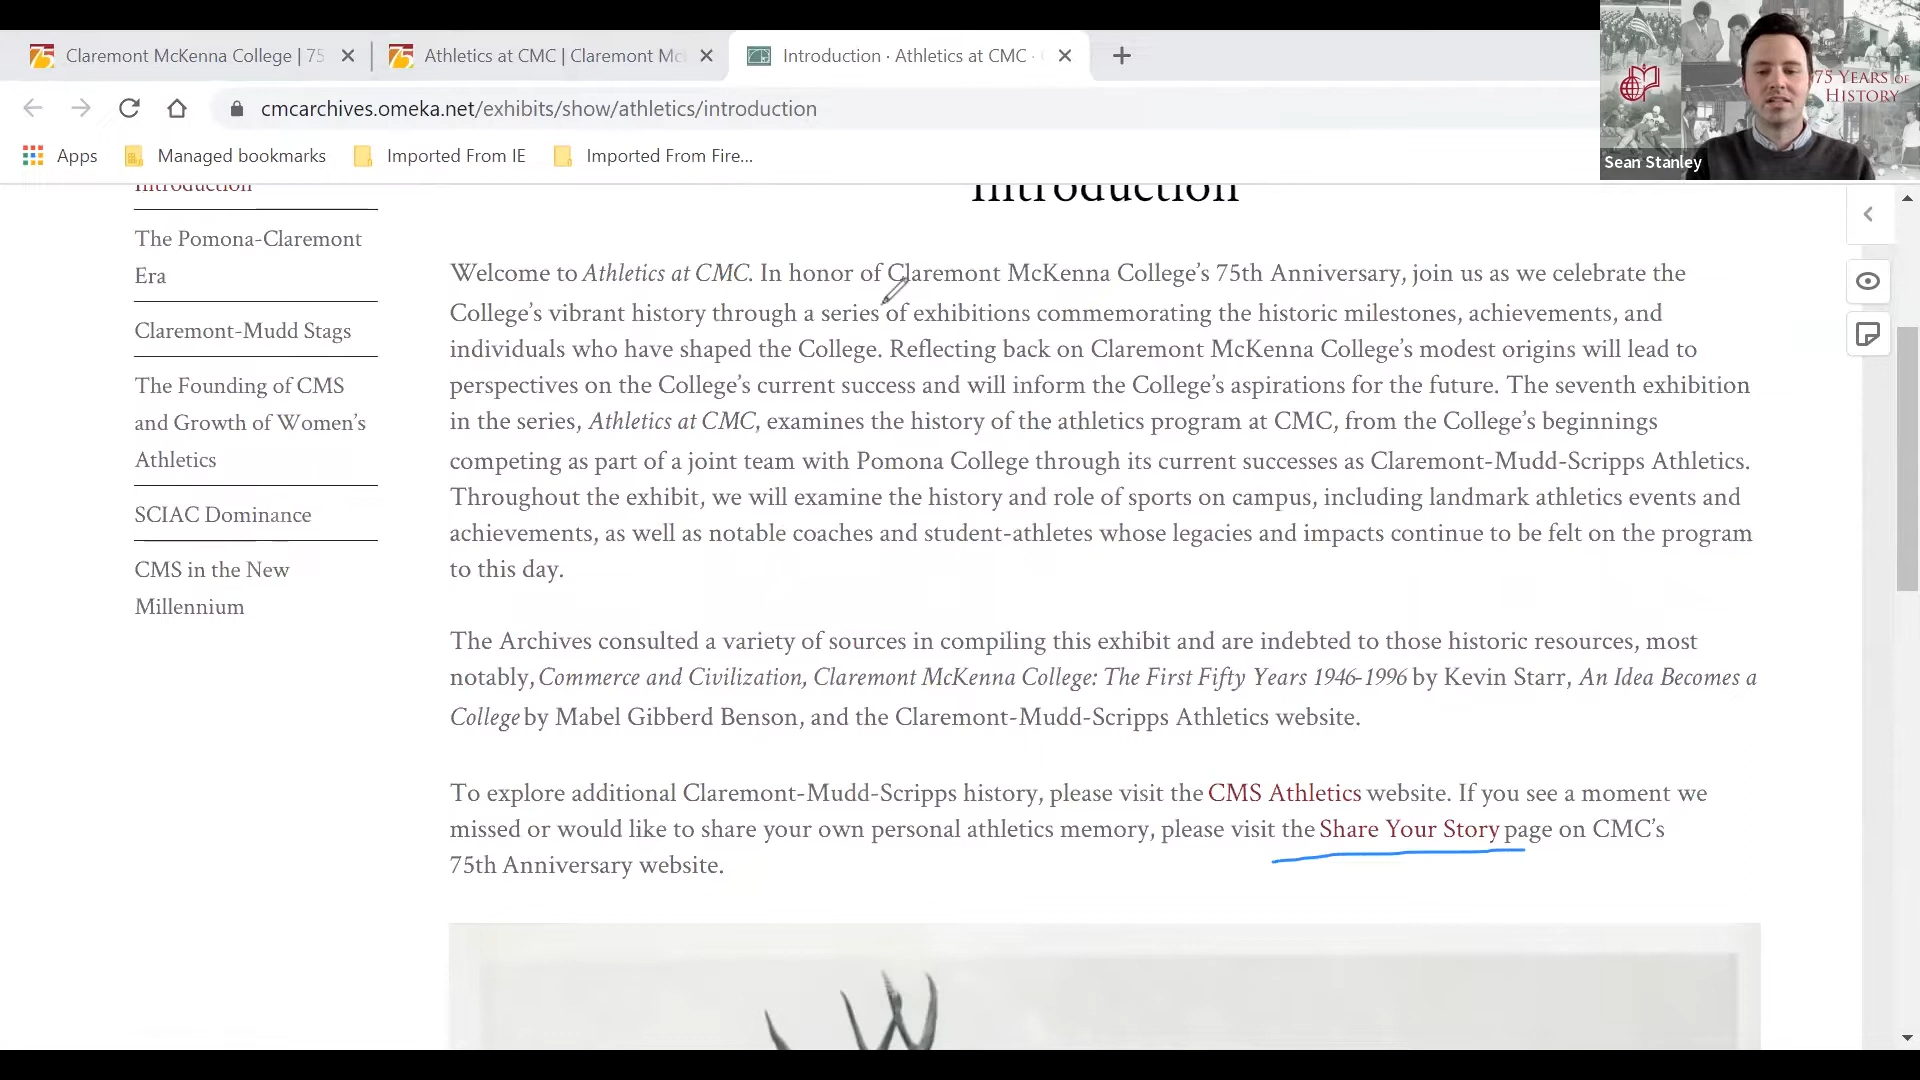 Claremont McKenna College | 75
Athletics at CMC | Claremont Mc
Introduction · Athletics at CMC ·
cmcarchives.omeka.net/exhibits/show/athletics/introduction
Apps
Managed bookmarks
Imported From IE
Imported From Fire...
75 YEARS OF
HISTORY
Sean Stanley
Introduction
The Pomona-Claremont
Era
Claremont-Mudd Stags
The Founding of CMS
and Growth of Women's
Athletics
SCIAC Dominance
CMS in the New
Millennium
Introduction
Welcome to Athletics at CMC. In honor of Claremont McKenna College's 75th Anniversary, join us as we celebrate the
College's vibrant history through a series of exhibitions commemorating the historic milestones, achievements, and
individuals who have shaped the College. Reflecting back on Claremont McKenna College's modest origins will lead to
perspectives on the College's current success and will inform the College's aspirations for the future. The seventh exhibition
in the series, Athletics at CMC, examines the history of the athletics program at CMC, from the College's beginnings
competing as part of a joint team with Pomona College through its current successes as Claremont-Mudd-Scripps Athletics.
Throughout the exhibit, we will examine the history and role of sports on campus, including landmark athletics events and
achievements, as well as notable coaches and student-athletes whose legacies and impacts continue to be felt on the program
to this day.
The Archives consulted a variety of sources in compiling this exhibit and are indebted to those historic resources, most
notably, Commerce and Civilization, Claremont McKenna College: The First Fifty Years 1946-1996 by Kevin Starr, An Idea Becomes a
College by Mabel Gibberd Benson, and the Claremont-Mudd-Scripps Athletics website.
To explore additional Claremont-Mudd-Scripps history, please visit the CMS Athletics website. If you see a moment we
missed or would like to share your own personal athletics memory, please visit the Share Your Story page on CMC's
75th Anniversary website.